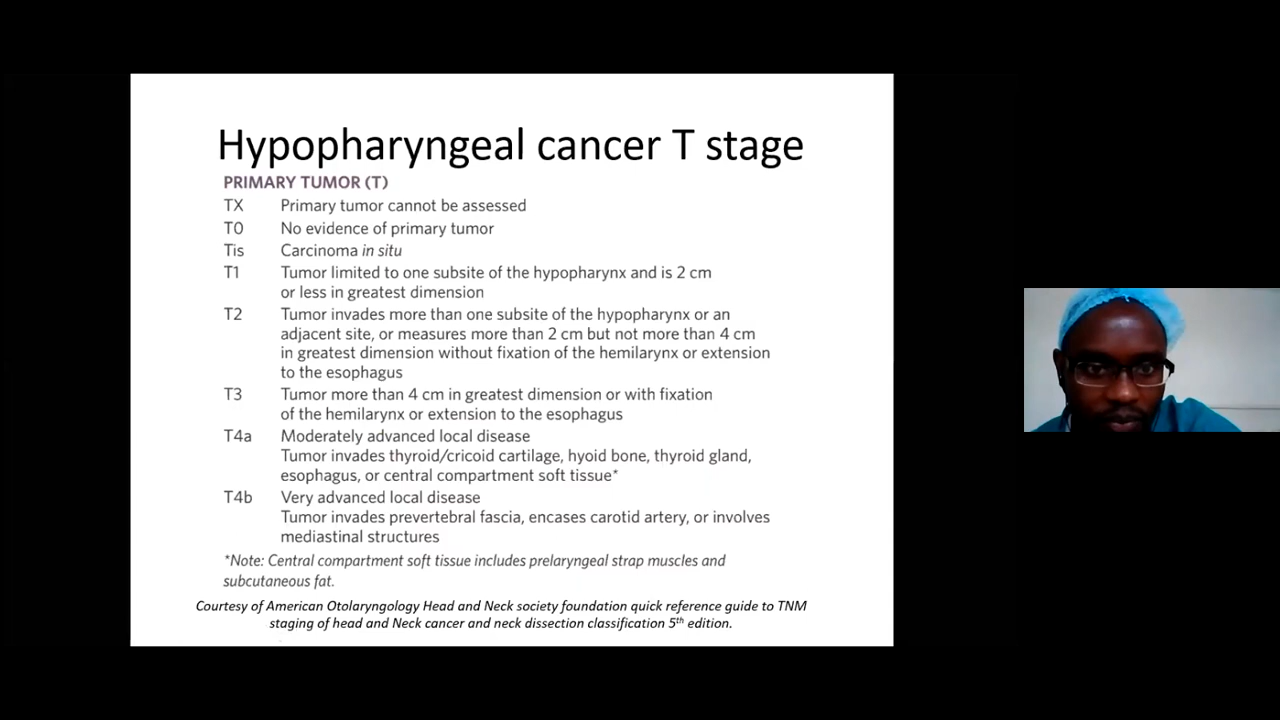 Hypopharyngeal cancer T stage
PRIMARY TUMOR (T)
TX Primary tumor cannot be assessed
T0 No evidence of primary tumor
Tis Carcinoma in situ
T1 Tumor limited to one subsite of the hypopharynx and is 2 cm
or less in greatest dimension
T2 Tumor invades more than one subsite of the hypopharynx or an
adjacent site, or measures more than 2 cm but not more than 4 cm
in greatest dimension without fixation of the hemilarynx or extension
to the esophagus
T3 Tumor more than 4 cm in greatest dimension or with fixation
of the hemilarynx or extension to the esophagus
T4a Moderately advanced local disease
Tumor invades thyroid/cricoid cartilage, hyoid bone, thyroid gland,
esophagus, or central compartment soft tissue*
T4b Very advanced local disease
Tumor invades prevertebral fascia, encases carotid artery, or involves
mediastinal structures
*Note: Central compartment soft tissue includes prelaryngeal strap muscles and
subcutaneous fat.
Courtesy of American Otolaryngology Head and Neck society foundation quick reference guide to TNM
staging of head and Neck cancer and neck dissection classification 5th edition.